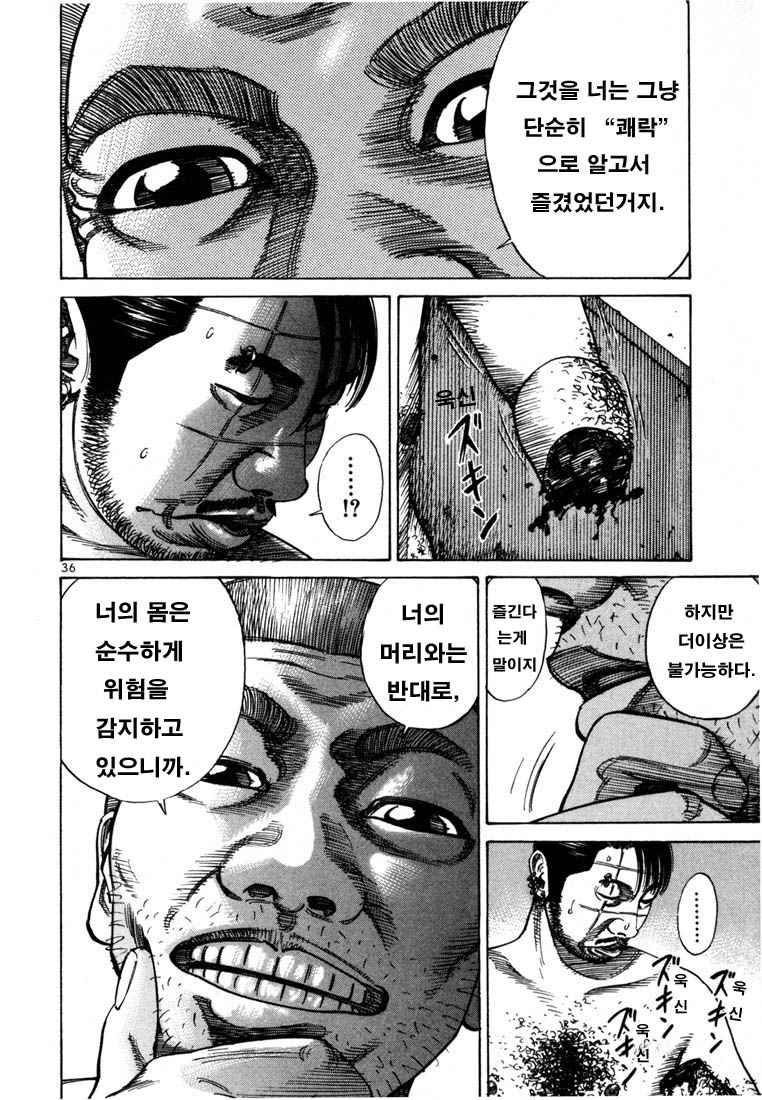 그것을 너는 그냥
단순히 “쾌락”
으로 알고서
즐겼었던거지.
욱신
ズキン
……!?
36
하지만
더이상은
불가능하다.
즐긴다
는게
말이지
너의
머리와는
반대로,
너의 몸은
순수하게
위험을
감지하고
있으니까.
………
욱신
ズキン
욱신
ズキン
욱신